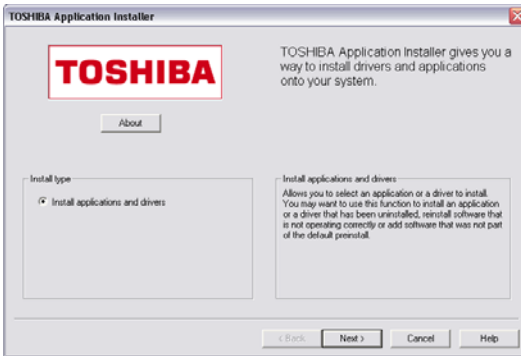 TOSHIBA Application Installer
TOSHIBA
TOSHIBA Application Installer gives you a
way to install drivers and applications
onto your system.
About
Install type
Install applications and drivers
Install applications and drivers
Allows you to select an application or a driver to install.
You may want to use this function to install an application
or a driver that has been uninstalled, reinstall software that
is not operating correctly or add software that was not part
of the default preinstall.
< Back
Next >
Cancel
Help